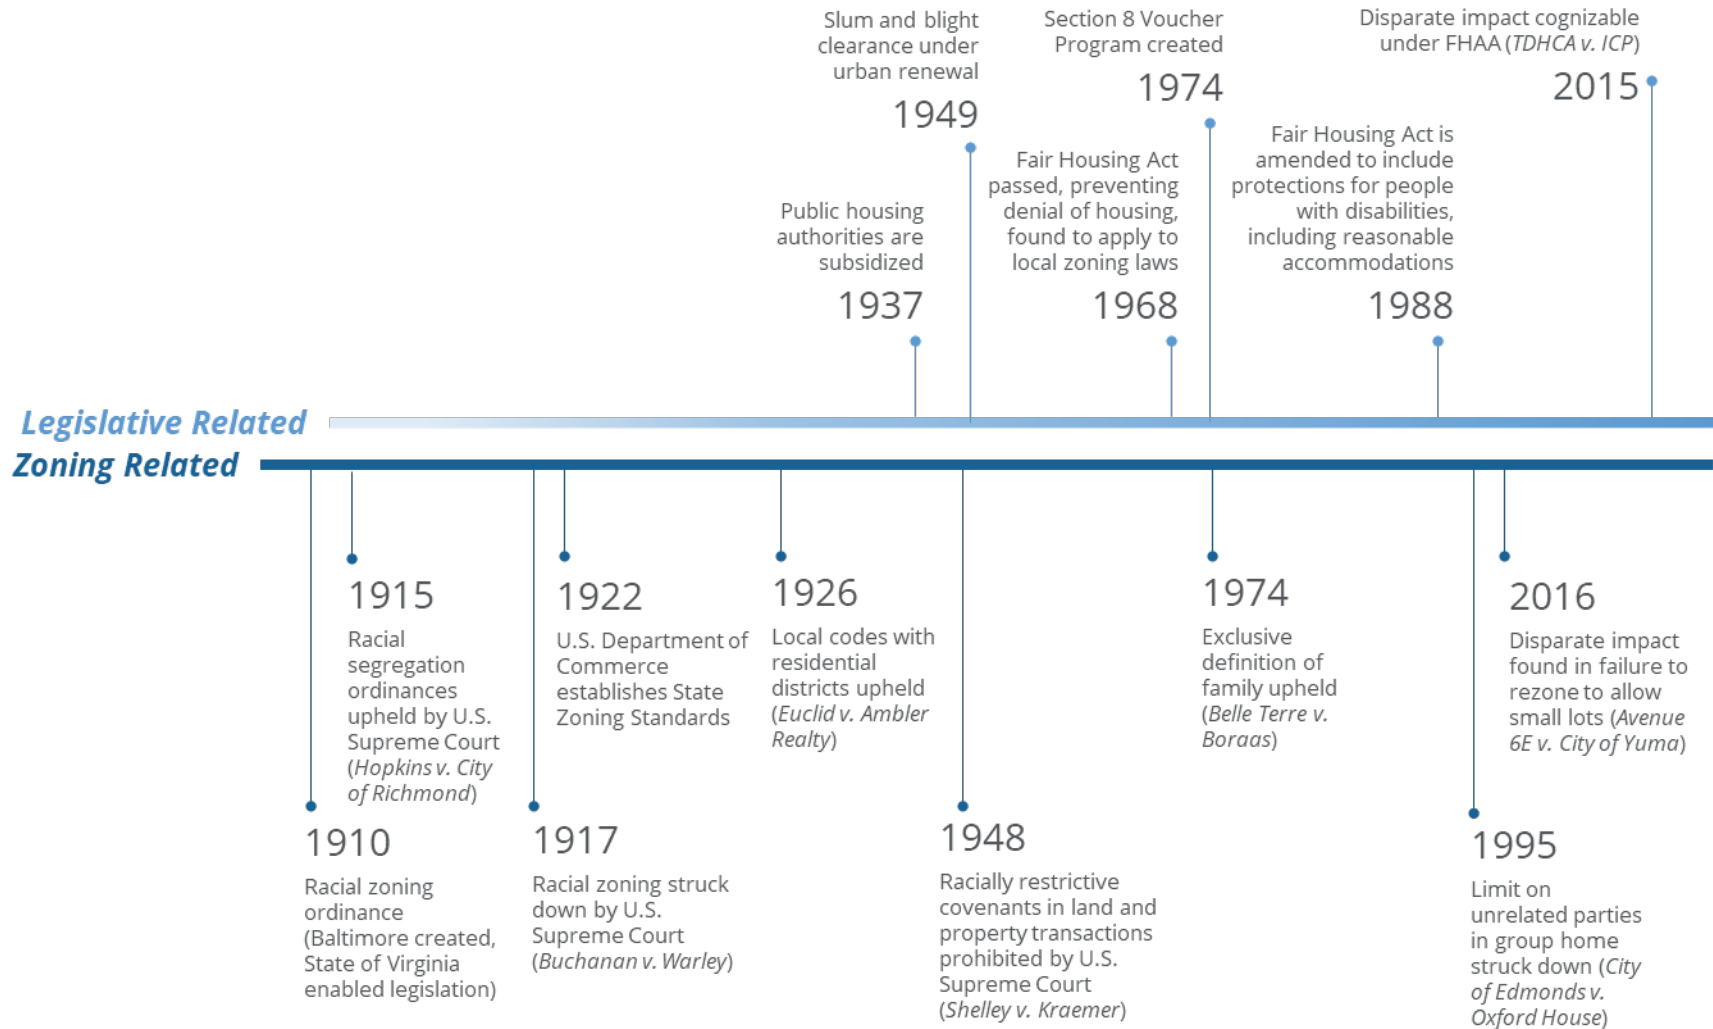 Slum and blight
clearance under
urban renewal
1949
Section 8 Voucher
Program created
1974
Disparate impact cognizable
under FHAA (TDHCA v. ICP)
2015
Public housing
authorities are
subsidized
1937
Fair Housing Act
passed, preventing
denial of housing,
found to apply to
local zoning laws
1968
Fair Housing Act is
amended to include
protections for people
with disabilities,
including reasonable
accommodations
1988
Legislative Related
Zoning Related
1915
Racial
segregation
ordinances
upheld by U.S.
Supreme Court
(Hopkins v. City
of Richmond)
1922
U.S. Department of
Commerce
establishes State
Zoning Standards
1926
Local codes with
residential
districts upheld
(Euclid v. Ambler
Realty)
1974
Exclusive
definition of
family upheld
(Belle Terre v.
Boraas)
2016
Disparate impact
found in failure to
rezone to allow
small lots (Avenue
6E v. City of Yuma)
1910
Racial zoning
ordinance
(Baltimore created,
State of Virginia
enabled legislation)
1917
Racial zoning struck
down by U.S.
Supreme Court
(Buchanan v. Warley)
1948
Racially restrictive
covenants in land and
property transactions
prohibited by U.S.
Supreme Court
(Shelley v. Kraemer)
1995
Limit on
unrelated parties
in group home
struck down (City
of Edmonds v.
Oxford House)